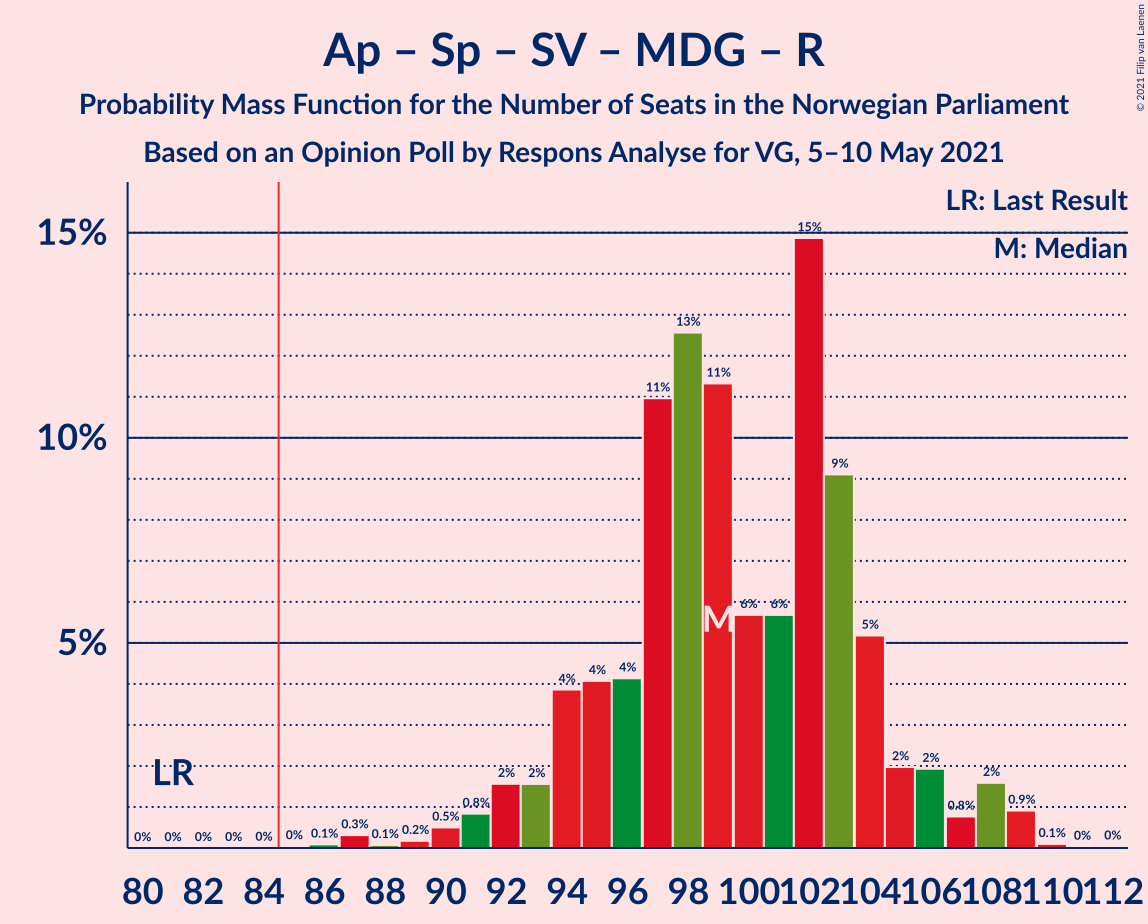 Ap – Sp – SV – MDG – R
Probability Mass Function for the Number of Seats in the Norwegian Parliament
Based on an Opinion Poll by Respons Analyse for VG, 5–10 May 2021
© 2021 Filip van Laenen
LR: Last Result
M: Median
15%
10%
5%
LR
M
0% 0% 0% 0% 0% 0% 0.1% 0.3% 0.1% 0.2% 0.5% 0.8% 2% 2% 4% 4% 4% 11% 13% 11% 6% 6% 15% 9% 5% 2% 2% 0.8% 2% 0.9% 0.1% 0% 0%
80 82 84 86 88 90 92 94 96 98 100 102 104 106 108 110 112